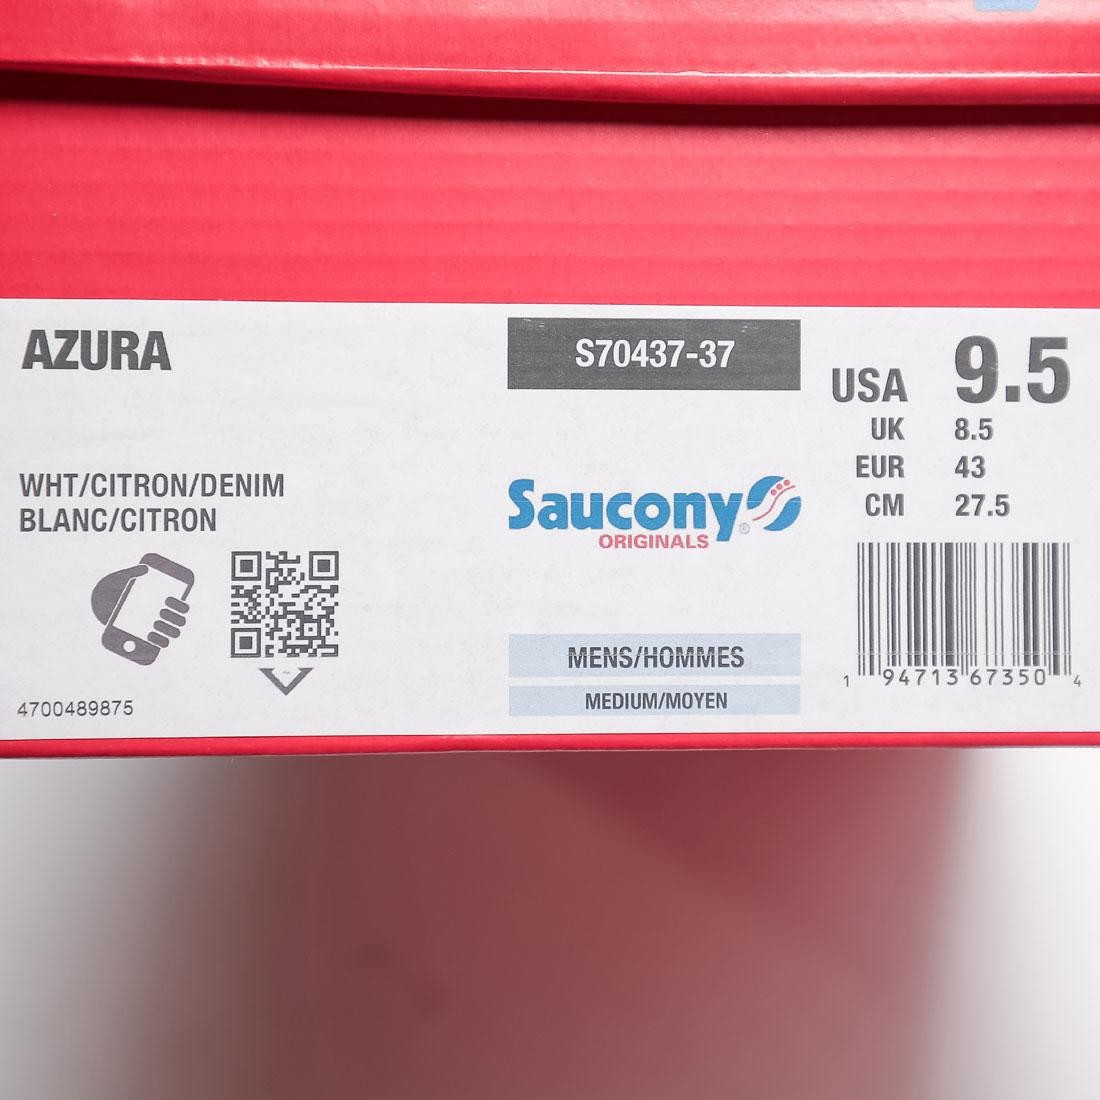 AZURA
S70437-37
USA 9.5
UK 8.5
EUR 43
CM 27.5
WHT/CITRON/DENIM
BLANC/CITRON
Saucony®
ORIGINALS
MENS/HOMMES
MEDIUM/MOYEN
4700489875
1 94713 67350 4